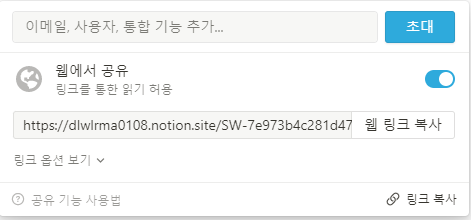 이메일, 사용자, 통합 기능 추가...
초대
웹에서 공유
링크를 통한 읽기 허용
https://dlwlrma0108.notion.site/SW-7e973b4c281d47
웹 링크 복사
링크 옵션 보기
공유 기능 사용법
링크 복사